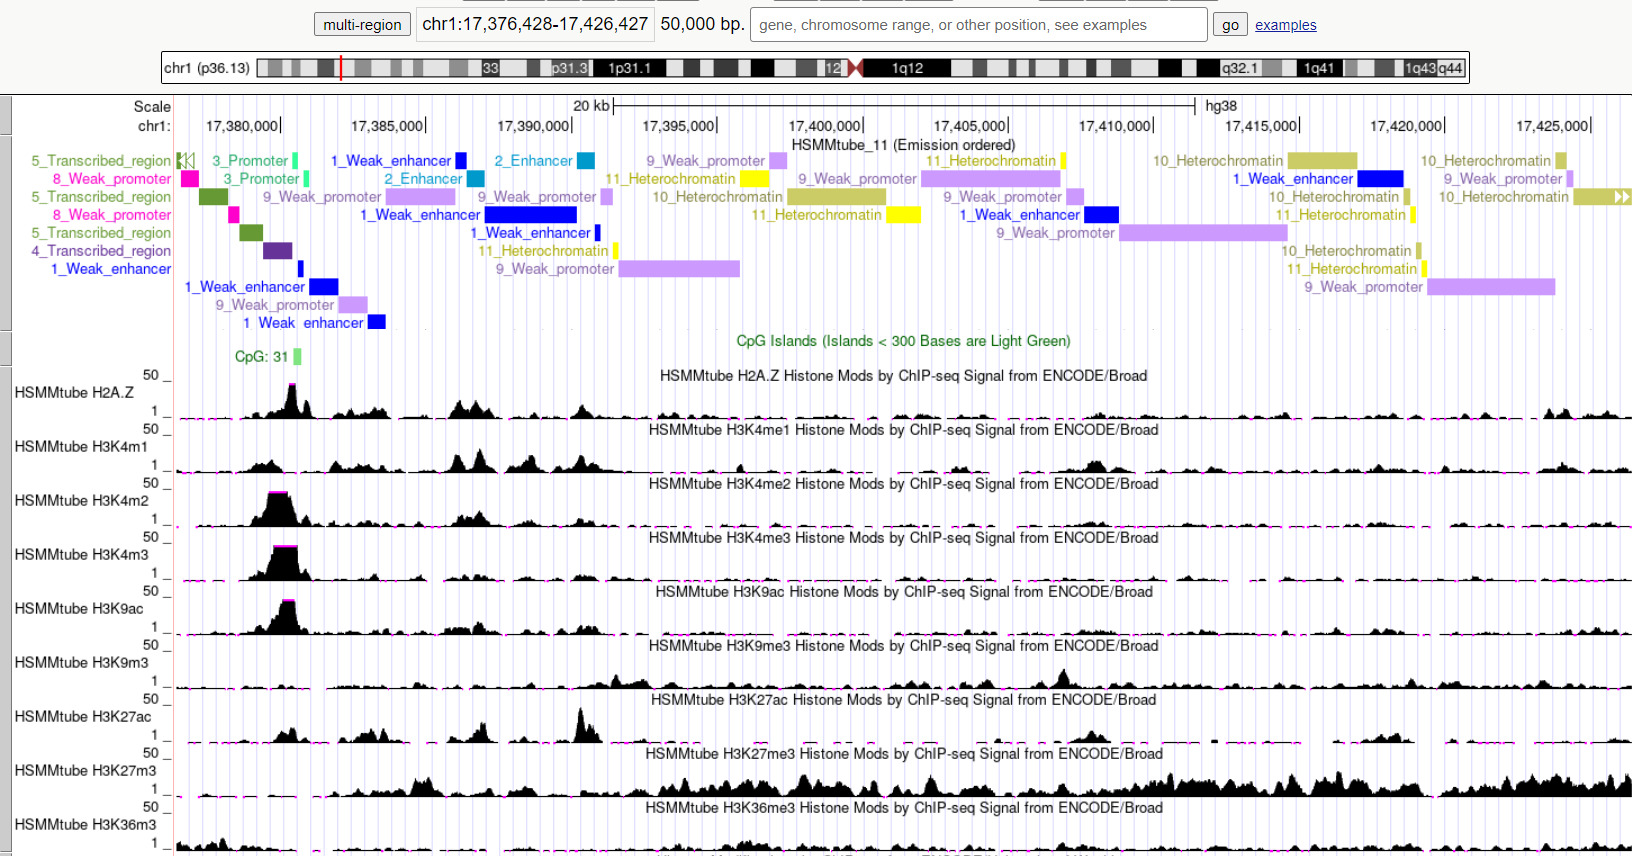 multi-region chr1:17,376,428-17,426,427 50,000 bp. gene, chromosome range, or other position, see examples go examples
chr1 (p36.13) 33 p31.3 1p31.1 12 1q12 q32.1 1q41 1q43 q44
Scale 20 kb hg38
chr1: 17,380,000 17,385,000 17,390,000 17,395,000 17,400,000 17,405,000 17,410,000 17,415,000 17,420,000 17,425,000
HSMMtube_11 (Emission ordered)
5_Transcribed_region 3_Promoter 1_Weak_enhancer 2_Enhancer 9_Weak_promoter 11_Heterochromatin 10_Heterochromatin 10_Heterochromatin
8_Weak_promoter 3_Promoter 2_Enhancer 11_Heterochromatin 9_Weak_promoter 1_Weak_enhancer 9_Weak_promoter
5_Transcribed_region 9_Weak_promoter 9_Weak_promoter 10_Heterochromatin 9_Weak_promoter 10_Heterochromatin 10_Heterochromatin
8_Weak_promoter 1_Weak_enhancer 11_Heterochromatin 1_Weak_enhancer 11_Heterochromatin
5_Transcribed_region 1_Weak_enhancer 9_Weak_promoter
4_Transcribed_region 11_Heterochromatin 10_Heterochromatin
1_Weak_enhancer 9_Weak_promoter 11_Heterochromatin
1_Weak_enhancer 9_Weak_promoter
9_Weak_promoter
1_Weak_enhancer
CpG Islands (Islands < 300 Bases are Light Green)
CpG: 31
50
HSMMtube H2A.Z Histone Mods by ChIP-seq Signal from ENCODE/Broad
HSMMtube H2A.Z
1
50
HSMMtube H3K4me1 Histone Mods by ChIP-seq Signal from ENCODE/Broad
HSMMtube H3K4m1
1
50
HSMMtube H3K4me2 Histone Mods by ChIP-seq Signal from ENCODE/Broad
HSMMtube H3K4m2
1
50
HSMMtube H3K4me3 Histone Mods by ChIP-seq Signal from ENCODE/Broad
HSMMtube H3K4m3
1
50
HSMMtube H3K9ac Histone Mods by ChIP-seq Signal from ENCODE/Broad
HSMMtube H3K9ac
1
50
HSMMtube H3K9me3 Histone Mods by ChIP-seq Signal from ENCODE/Broad
HSMMtube H3K9m3
1
50
HSMMtube H3K27ac Histone Mods by ChIP-seq Signal from ENCODE/Broad
HSMMtube H3K27ac
1
50
HSMMtube H3K27me3 Histone Mods by ChIP-seq Signal from ENCODE/Broad
HSMMtube H3K27m3
1
50
HSMMtube H3K36me3 Histone Mods by ChIP-seq Signal from ENCODE/Broad
HSMMtube H3K36m3
1